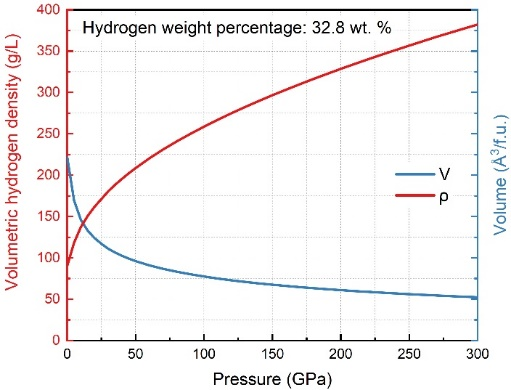 Hydrogen weight percentage: 32.8 wt. %
Volumetric hydrogen density (g/L)
400
350
300
250
200
150
100
50
0
V
ρ
Volume (Å³/f.u.)
0
50
100
150
200
250
300
Pressure (GPa)